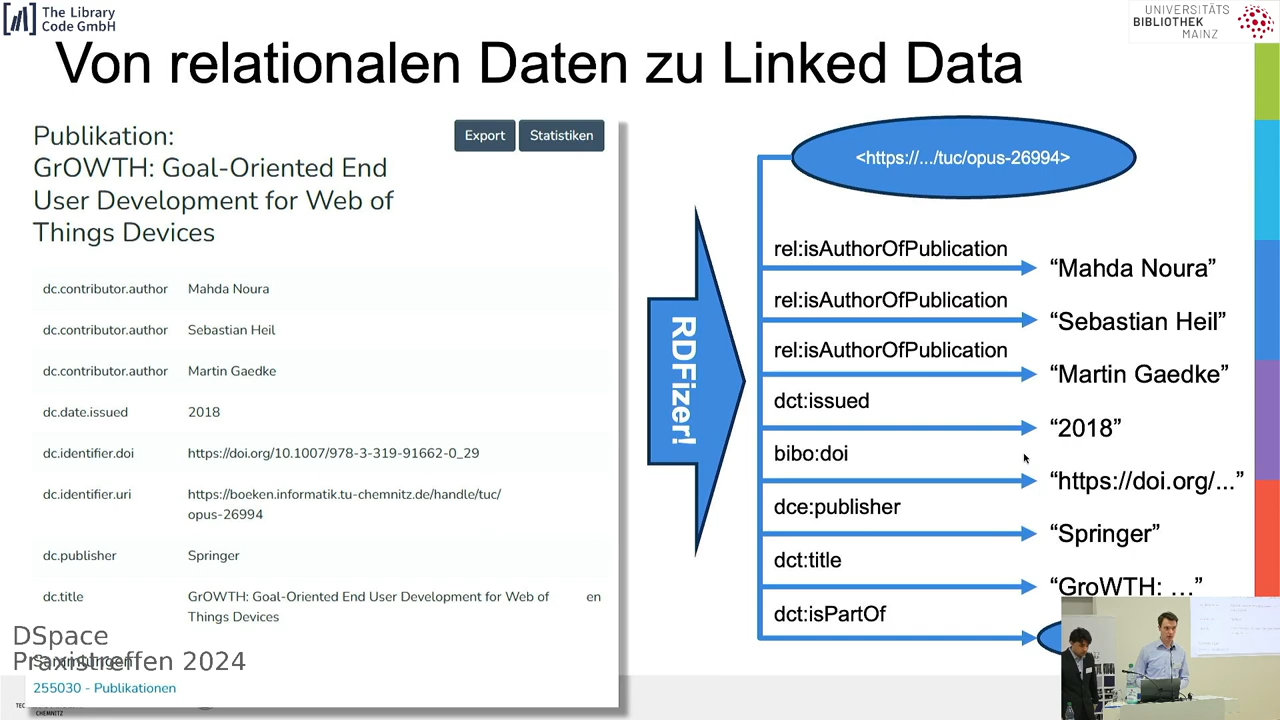 The Library
Code GmbH
UNIVERSITÄTS
BIBLIOTHEK
MAINZ
Von relationalen Daten zu Linked Data
Publikation:
GrOWTH: Goal-Oriented End
User Development for Web of
Things Devices
Export
Statistiken
dc.contributor.author Mahda Noura
dc.contributor.author Sebastian Heil
dc.contributor.author Martin Gaedke
dc.date.issued 2018
dc.identifier.doi https://doi.org/10.1007/978-3-319-91662-0_29
dc.identifier.uri https://boeken.informatik.tu-chemnitz.de/handle/tuc/
opus-26994
dc.publisher Springer
dc.title GrOWTH: Goal-Oriented End User Development for Web of en
Things Devices
Sammlungen
255030 - Publikationen
RDFizer!
<https://.../tuc/opus-26994>
rel:isAuthorOfPublication
“Mahda Noura”
rel:isAuthorOfPublication
“Sebastian Heil”
rel:isAuthorOfPublication
“Martin Gaedke”
dct:issued
“2018”
bibo:doi
“https://doi.org/...”
dce:publisher
“Springer”
dct:title
“GroWTH: ...”
dct:isPartOf
DSpace
Praxistreffen 2024
CHEMNITZ